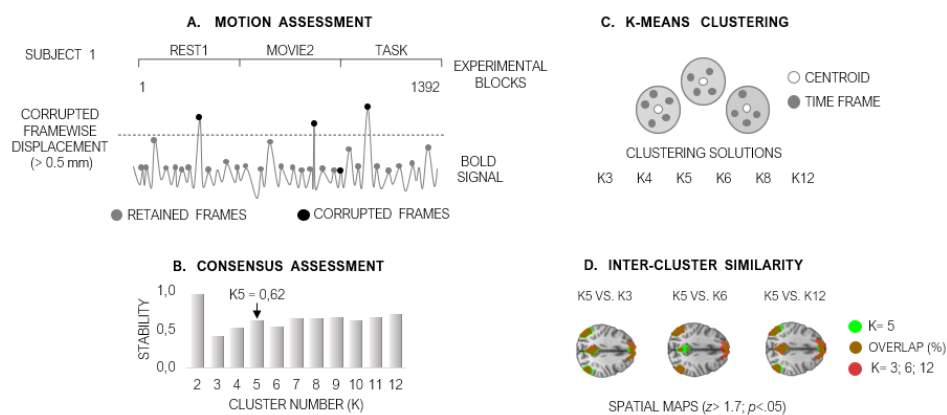 A. MOTION ASSESSMENT
SUBJECT 1
REST1 MOVIE2 TASK
EXPERIMENTAL
BLOCKS
1 1392
CORRUPTED
FRAMEWISE
DISPLACEMENT
(> 0.5 mm)
BOLD
SIGNAL
RETAINED FRAMES CORRUPTED FRAMES
B. CONSENSUS ASSESSMENT
STABILITY
1,0
0,5
0,0
K5 = 0,62
2 3 4 5 6 7 8 9 10 11 12
CLUSTER NUMBER (K)
C. K-MEANS CLUSTERING
CENTROID
TIME FRAME
CLUSTERING SOLUTIONS
K3 K4 K5 K6 K8 K12
D. INTER-CLUSTER SIMILARITY
K5 VS. K3 K5 VS. K6 K5 VS. K12
K= 5
OVERLAP (%)
K= 3; 6; 12
SPATIAL MAPS (z> 1.7; p<.05)